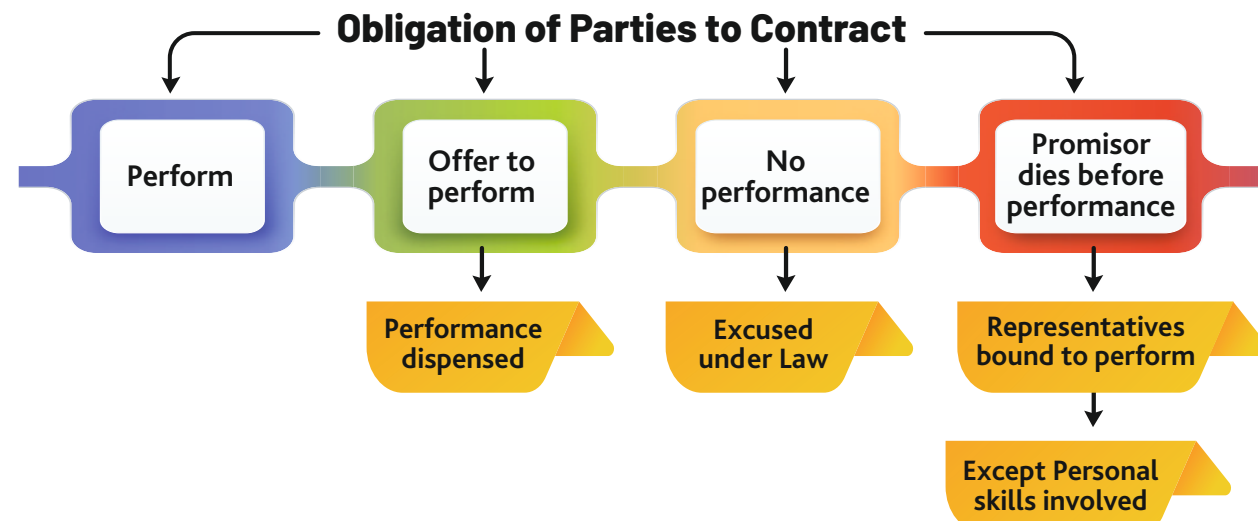 Obligation of Parties to Contract
Perform
Offer to
perform
No
performance
Promisor
dies before
performance
Performance
dispensed
Excused
under Law
Representatives
bound to perform
Except Personal
skills involved